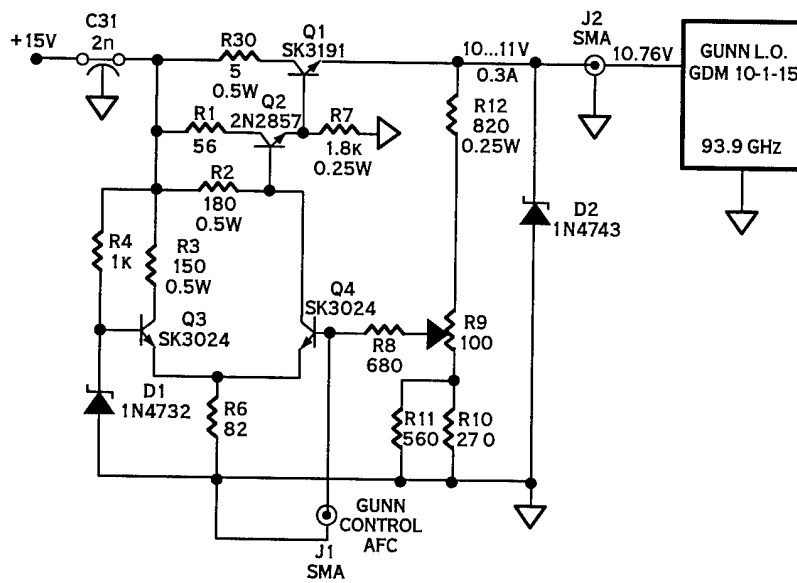 C31
+15V
2n
R30
5
0.5W
Q1
SK3191
10...11V
0.3A
J2
SMA
10.76V
GUNN L.O.
GDM 10-1-15
93.9 GHz
R1
56
Q2
2N2857
R7
1.8K
0.25W
R12
820
0.25W
R2
180
0.5W
D2
1N4743
R4
1K
R3
150
0.5W
Q3
SK3024
Q4
SK3024
R8
680
R9
100
D1
1N4732
R6
82
R11
560
R10
270
GUNN
CONTROL
AFC
J1
SMA